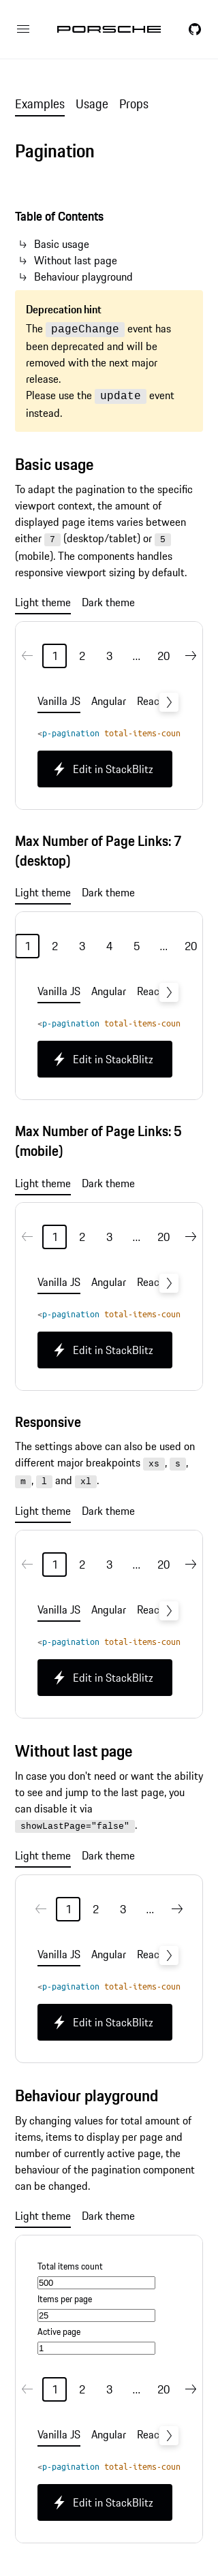 PORSCHE
Examples Usage Props
Pagination
Table of Contents
Basic usage
Without last page
Behaviour playground
Deprecation hint
The pageChange event has
been deprecated and will be
removed with the next major
release.
Please use the update event
instead.
Basic usage
To adapt the pagination to the specific
viewport context, the amount of
displayed page items varies between
either 7 (desktop/tablet) or 5
(mobile). The components handles
responsive viewport sizing by default.
Light theme Dark theme
← 1 2 3 ... 20 →
Vanilla JS Angular Reac
<p-pagination total-items-coun
Edit in StackBlitz
Max Number of Page Links: 7
(desktop)
Light theme Dark theme
1 2 3 4 5 ... 20
Vanilla JS Angular Reac
<p-pagination total-items-coun
Edit in StackBlitz
Max Number of Page Links: 5
(mobile)
Light theme Dark theme
← 1 2 3 ... 20 →
Vanilla JS Angular Reac
<p-pagination total-items-coun
Edit in StackBlitz
Responsive
The settings above can also be used on
different major breakpoints xs, s,
m, l and xl.
Light theme Dark theme
← 1 2 3 ... 20 →
Vanilla JS Angular Reac
<p-pagination total-items-coun
Edit in StackBlitz
Without last page
In case you don't need or want the ability
to see and jump to the last page, you
can disable it via
showLastPage="false".
Light theme Dark theme
← 1 2 3 ... →
Vanilla JS Angular Reac
<p-pagination total-items-coun
Edit in StackBlitz
Behaviour playground
By changing values for total amount of
items, items to display per page and
number of currently active page, the
behaviour of the pagination component
can be changed.
Light theme Dark theme
Total items count
500
Items per page
25
Active page
1
← 1 2 3 ... 20 →
Vanilla JS Angular Reac
<p-pagination total-items-coun
Edit in StackBlitz